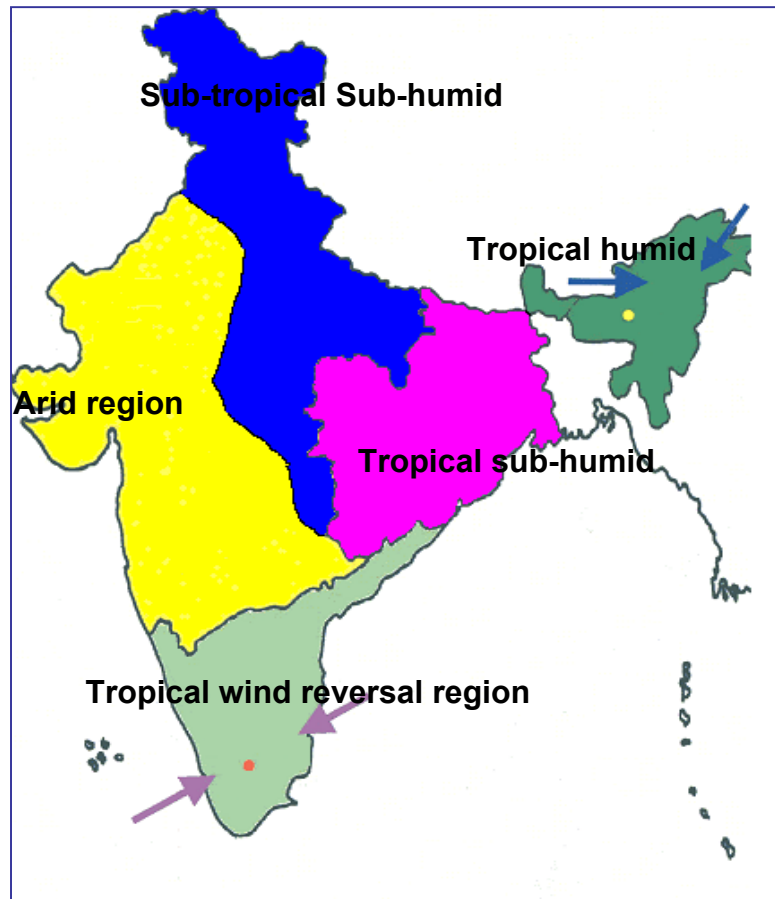 Sub-tropical Sub-humid
Tropical humid
Arid region
Tropical sub-humid
Tropical wind reversal region